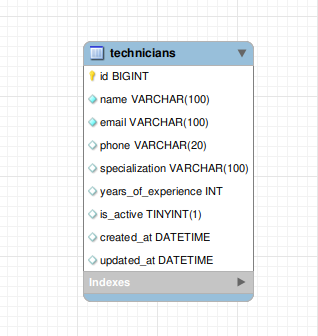 technicians
id BIGINT
name VARCHAR(100)
email VARCHAR(100)
phone VARCHAR(20)
specialization VARCHAR(100)
years_of_experience INT
is_active TINYINT(1)
created_at DATETIME
updated_at DATETIME
Indexes